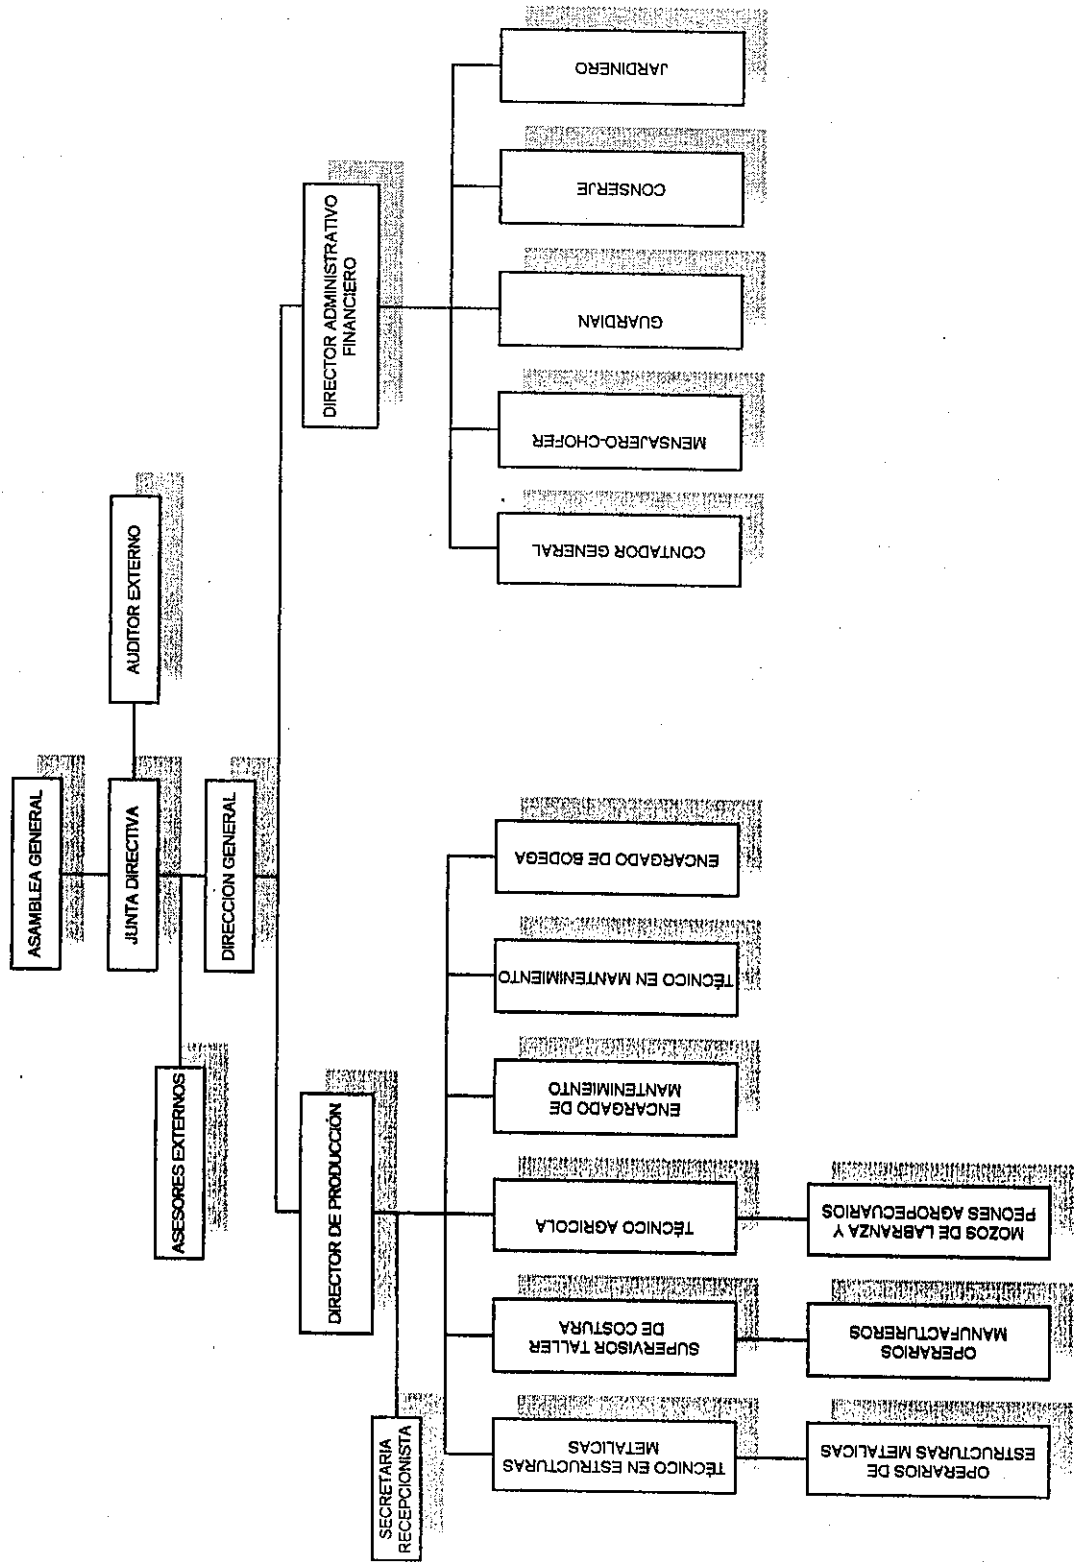 ASAMBLEA GENERAL
JUNTA DIRECTIVA
AUDITOR EXTERNO
ASESORES EXTERNOS
DIRECCION GENERAL
DIRECTOR DE PRODUCCIÓN
DIRECTOR ADMINISTRATIVO
FINANCIERO
SECRETARIA
RECEPCIONISTA
TÉCNICO EN ESTRUCTURAS
METALICAS
SUPERVISOR TALLER
DE COSTURA
TÉCNICO AGRICOLA
ENCARGADO DE
MANTENIMIENTO
TÉCNICO EN MANTENIMIENTO
ENCARGADO DE BODEGA
CONTADOR GENERAL
MENSAJERO-CHOFER
GUARDIAN
CONSERJE
JARDINERO
OPERARIOS DE
ESTRUCTURAS METALICAS
OPERARIOS
MANUFACTUREROS
MOZOS DE LABRANZA Y
PEONES AGROPECUARIOS